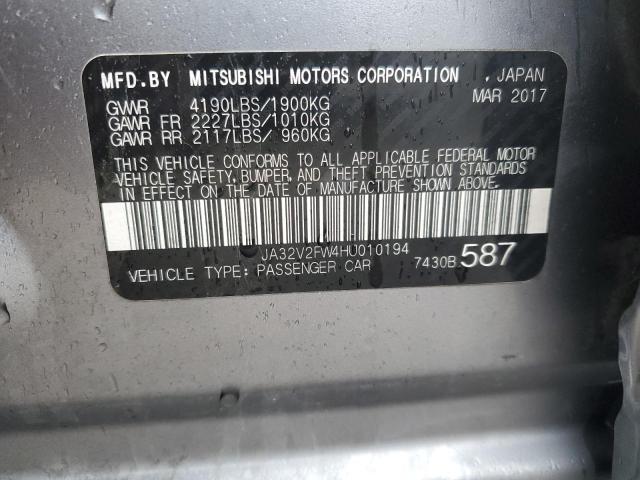 MFD.BY MITSUBISHI MOTORS CORPORATION , JAPAN
MAR 2017
GVWR 4190LBS/1900KG
GAWR FR 2227LBS/1010KG
GAWR RR 2117LBS/ 960KG
THIS VEHICLE CONFORMS TO ALL APPLICABLE FEDERAL MOTOR
VEHICLE SAFETY, BUMPER, AND THEFT PREVENTION STANDARDS
IN EFFECT ON THE DATE OF MANUFACTURE SHOWN ABOVE.
JA32V2FW4HU010194
VEHICLE TYPE: PASSENGER CAR 7430B 587